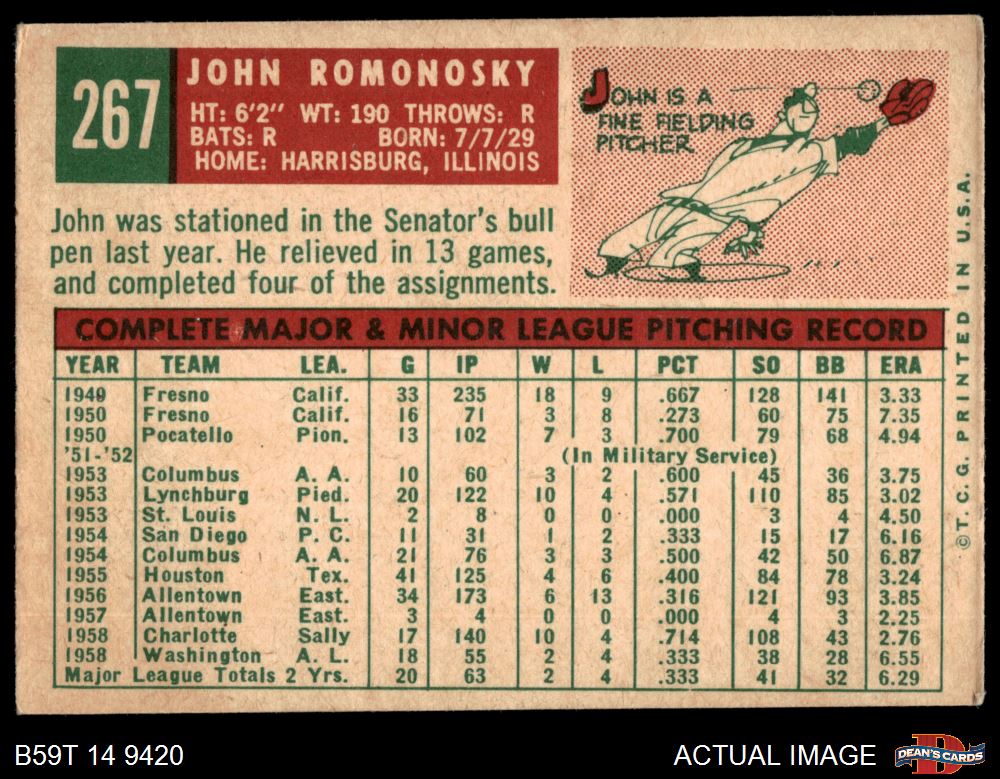 267
JOHN ROMONOSKY
HT: 6'2" WT: 190 THROWS: R
BATS: R BORN: 7/7/29
HOME: HARRISBURG, ILLINOIS
JOHN IS A
FINE FIELDING
PITCHER
John was stationed in the Senator's bull
pen last year. He relieved in 13 games,
and completed four of the assignments.
COMPLETE MAJOR & MINOR LEAGUE PITCHING RECORD
YEAR TEAM LEA. G IP W L PCT SO BB ERA
1949 Fresno Calif. 33 235 18 9 .667 128 141 3.33
1950 Fresno Calif. 16 71 3 8 .273 60 75 7.35
1950 Pocatello Pion. 13 102 7 3 .700 79 68 4.94
'51-'52 (In Military Service)
1953 Columbus A. A. 10 60 3 2 .600 45 36 3.75
1953 Lynchburg Pied. 20 122 10 4 .571 110 85 3.02
1953 St. Louis N. L. 2 8 0 0 .000 3 4 4.50
1954 San Diego P. C. 11 31 1 2 .333 15 17 6.16
1954 Columbus A. A. 21 76 3 3 .500 42 50 6.87
1955 Houston Tex. 41 125 4 6 .400 84 78 3.24
1956 Allentown East. 34 173 6 13 .316 121 93 3.85
1957 Allentown East. 3 4 0 0 .000 4 3 2.25
1958 Charlotte Sally 17 140 10 4 .714 108 43 2.76
1958 Washington A. L. 18 55 2 4 .333 38 28 6.55
Major League Totals 2 Yrs. 20 63 2 4 .333 41 32 6.29
©T. C. G. PRINTED IN U.S.A.
B59T 14 9420
ACTUAL IMAGE
DEAN'S CARDS